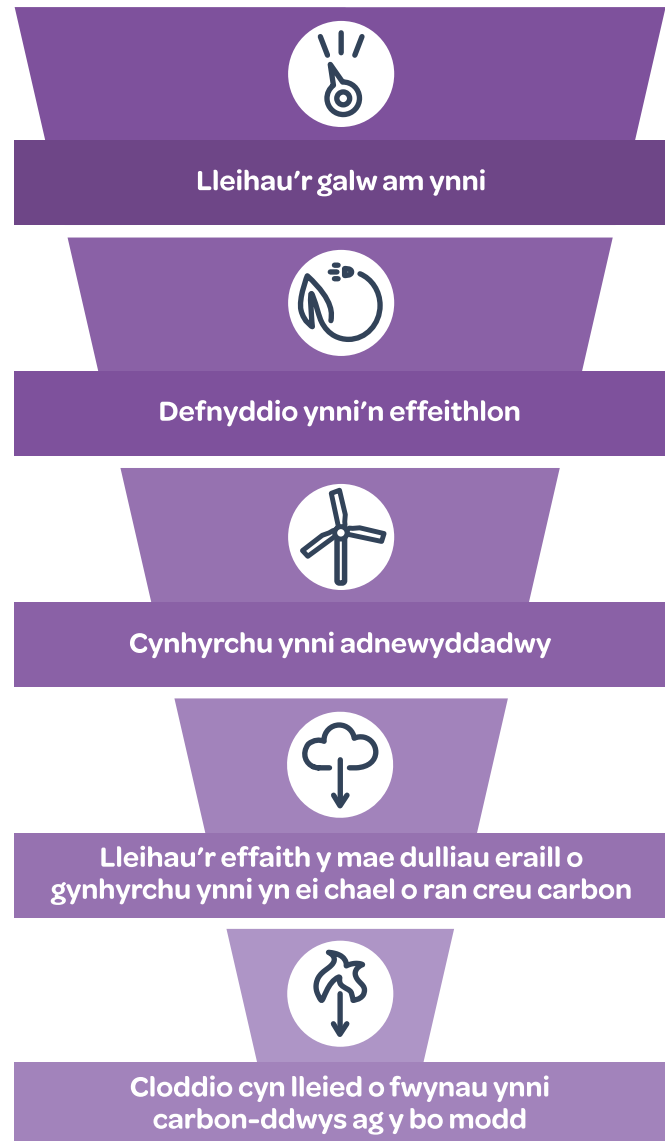 Lleihau’r galw am ynni
Defnyddio ynni’n effeithlon
Cynhyrchu ynni adnewyddadwy
Lleihau’r effaith y mae dulliau eraill o
gynhyrchu ynni yn ei chael o ran creu carbon
Cloddio cyn lleied o fwynau ynni
carbon-ddwys ag y bo modd